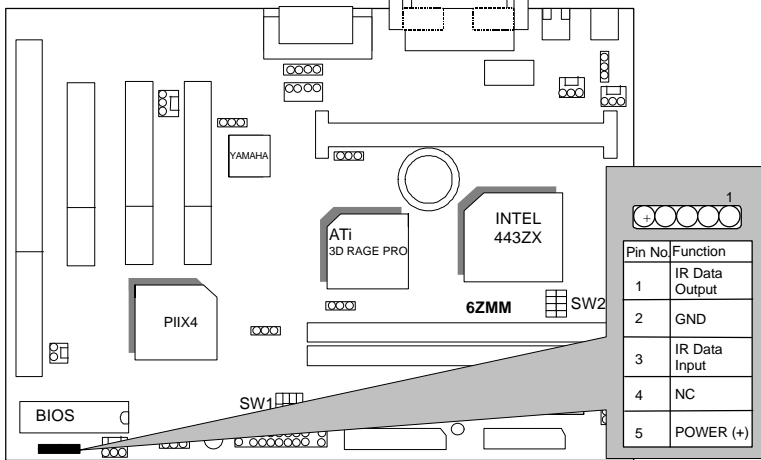 YAMAHA
ATi
3D RAGE PRO
INTEL
443ZX
PIIX4
6ZMM
SW2
SW1
BIOS
1
+
Pin No. Function
1 IR Data
Output
2 GND
3 IR Data
Input
4 NC
5 POWER (+)